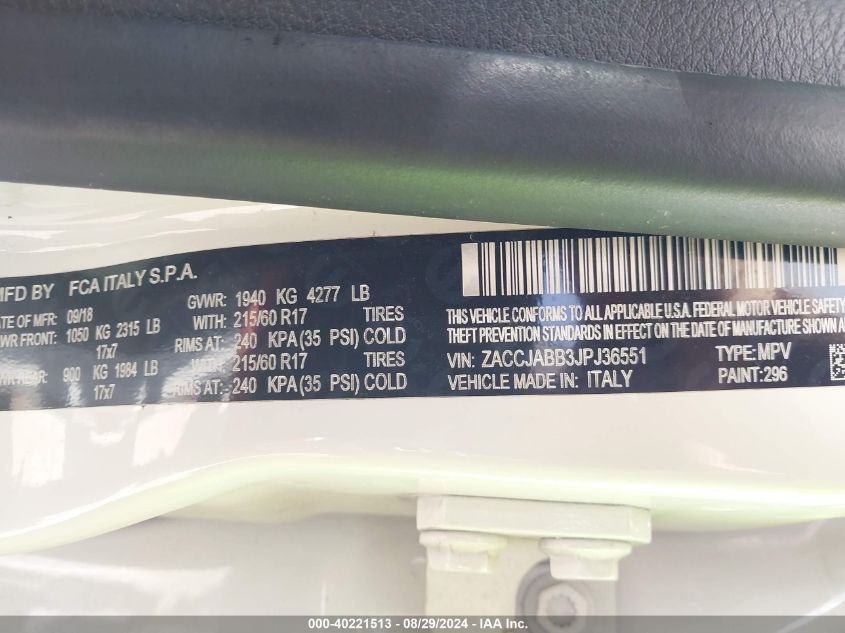 MFD BY FCA ITALY S.P.A.
DATE OF MFR: 09/18 GVWR: 1940 KG 4277 LB
WR FRONT: 1050 KG 2315 LB WITH: 215/60 R17 TIRES
17x7 RIMS AT: 240 KPA(35 PSI) COLD
WR REAR: 900 KG 1984 LB WITH: 215/60 R17 TIRES
17x7 RIMS AT: 240 KPA(35 PSI) COLD
THIS VEHICLE CONFORMS TO ALL APPLICABLE U.S.A. FEDERAL MOTOR VEHICLE SAFETY
THEFT PREVENTION STANDARDS IN EFFECT ON THE DATE OF MANUFACTURE SHOWN A
VIN: ZACCJABB3JPJ36551 TYPE:MPV
VEHICLE MADE IN: ITALY PAINT:296
000-40221513 - 08/29/2024 - IAA Inc.